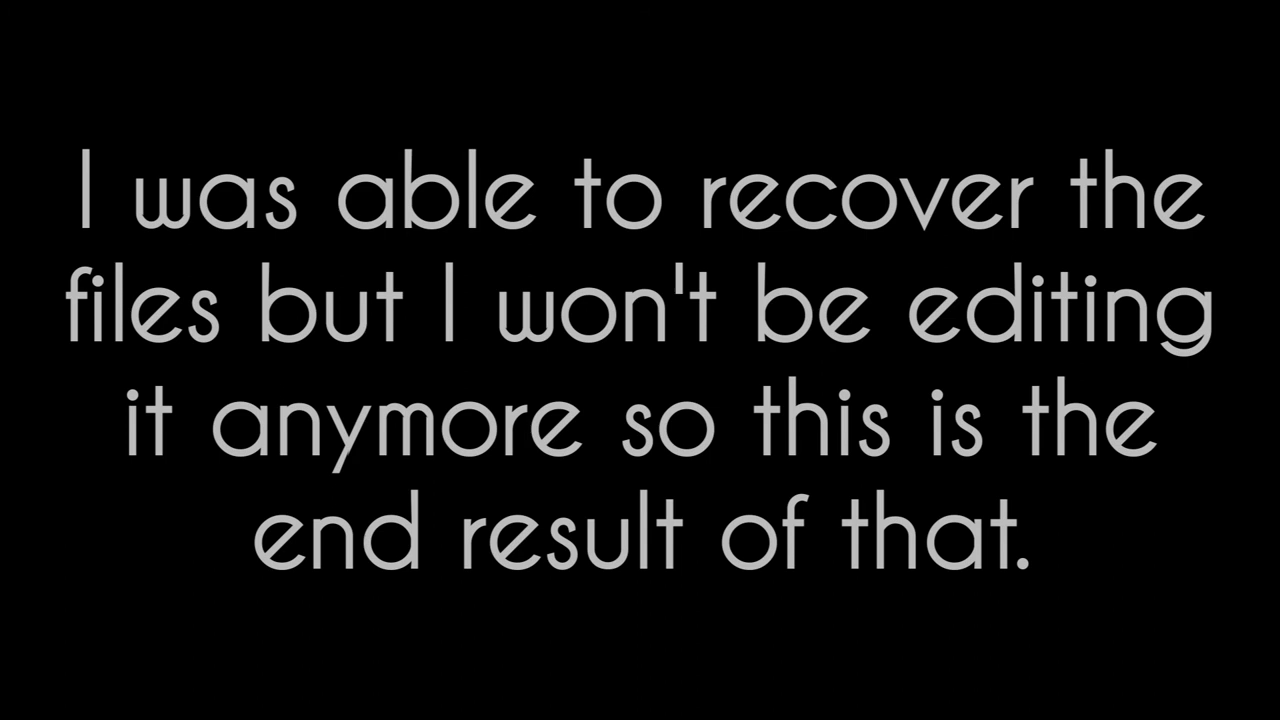 I was able to recover the
files but I won't be editing
it anymore so this is the
end result of that.